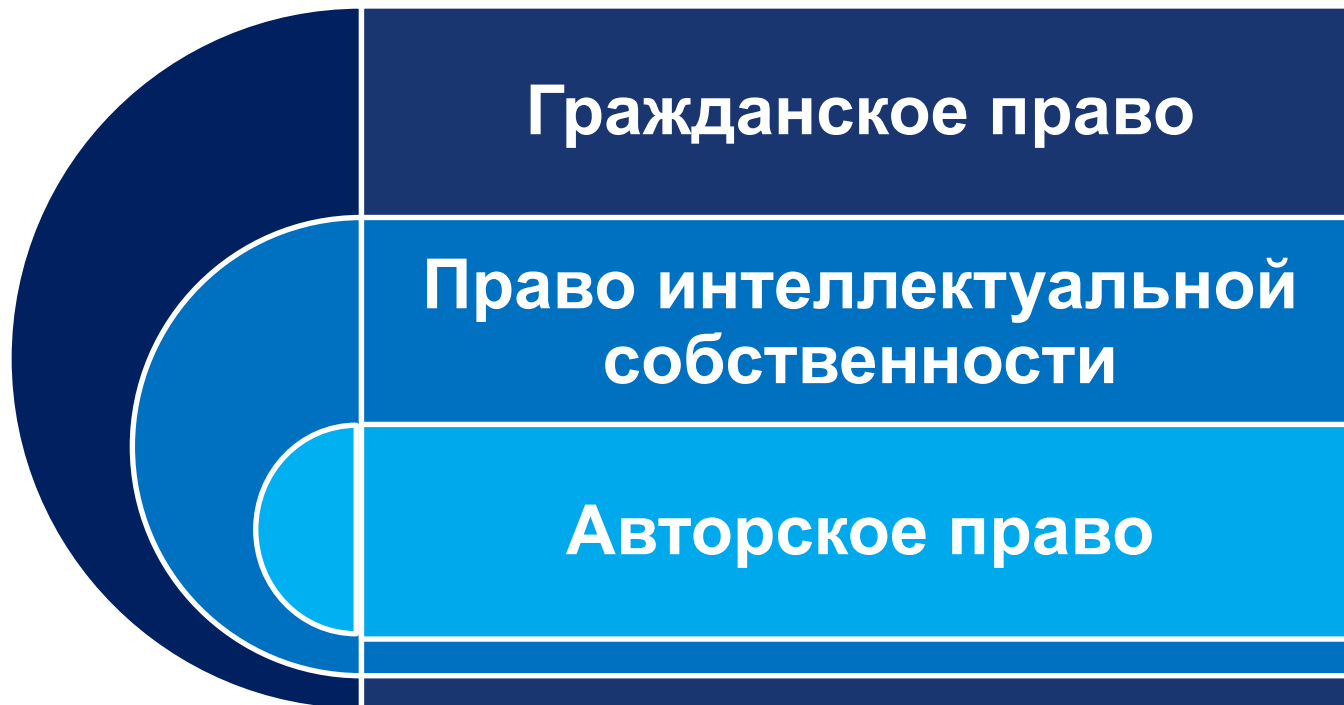 Гражданское право
Право интеллектуальной
собственности
Авторское право